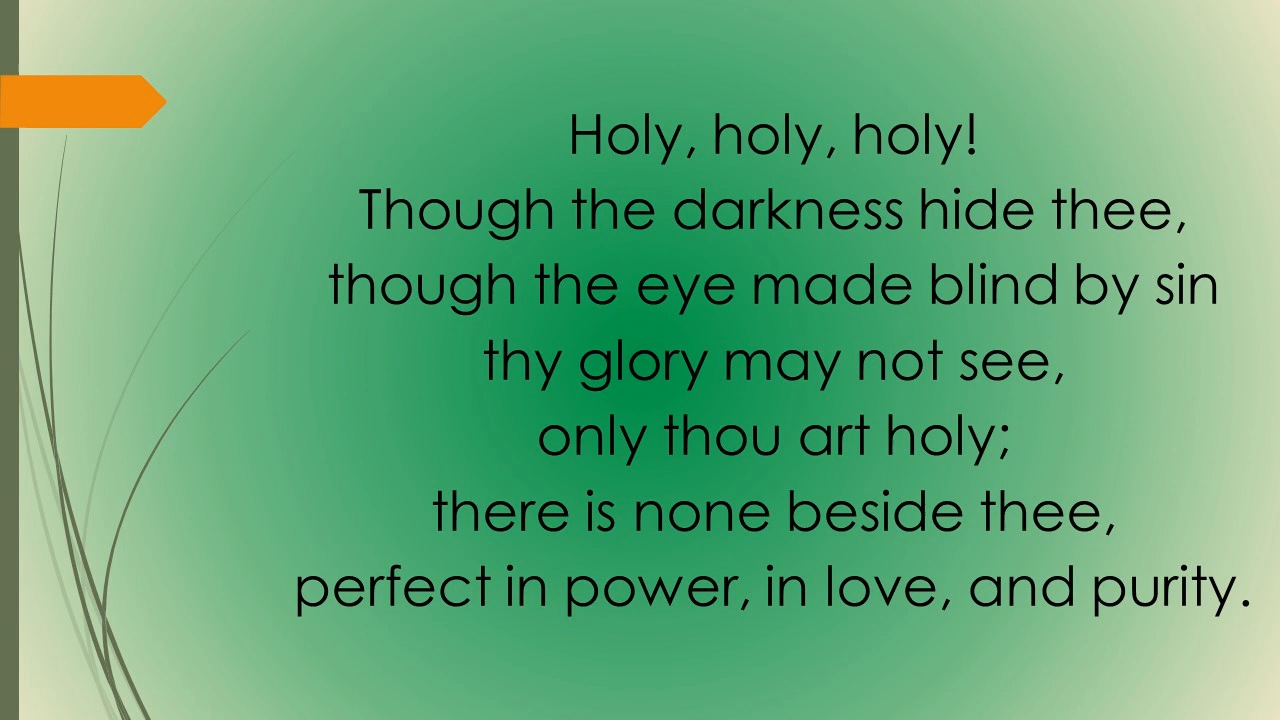 Holy, holy, holy!
Though the darkness hide thee,
though the eye made blind by sin
thy glory may not see,
only thou art holy;
there is none beside thee,
perfect in power, in love, and purity.